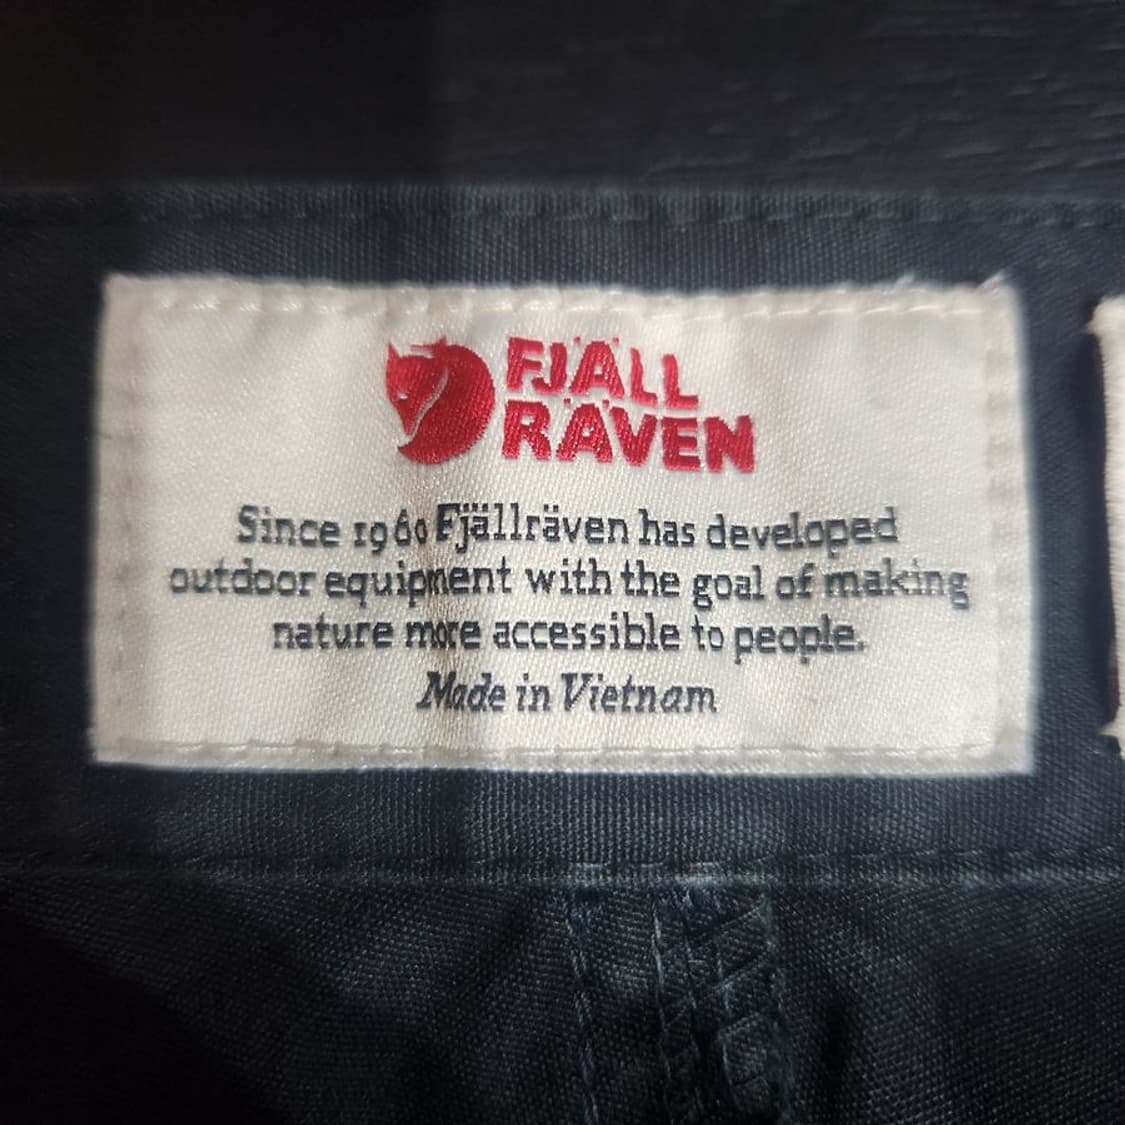 FJÄLL
RÄVEN
Since 1960 Fjällräven has developed
outdoor equipment with the goal of making
nature more accessible to people.
Made in Vietnam